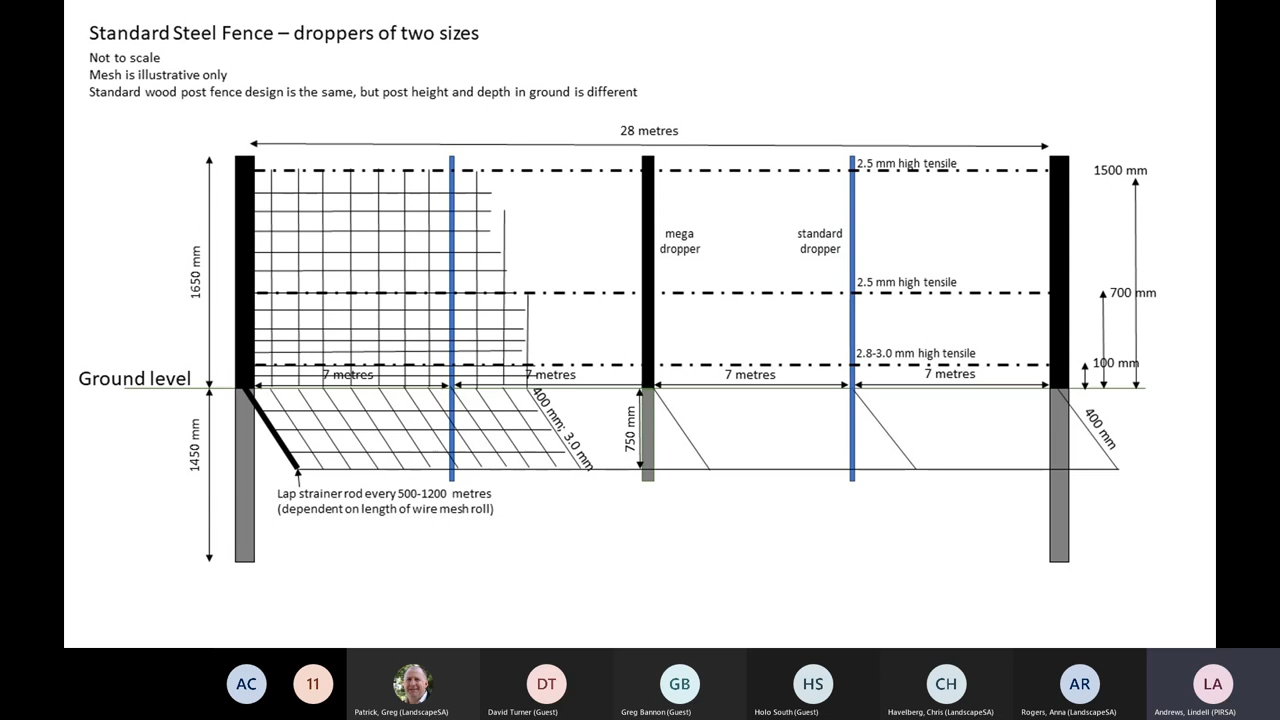 Standard Steel Fence – droppers of two sizes
Not to scale
Mesh is illustrative only
Standard wood post fence design is the same, but post height and depth in ground is different
28 metres
2.5 mm high tensile
1500 mm
mega
dropper
standard
dropper
1650 mm
2.5 mm high tensile
700 mm
2.8-3.0 mm high tensile
100 mm
Ground level
7 metres
7 metres
7 metres
7 metres
1450 mm
400 mm; 3.0 mm
750 mm
400 mm
Lap strainer rod every 500-1200 metres
(dependent on length of wire mesh roll)
AC
11
DT
GB
HS
CH
AR
LA
Patrick, Greg (LandscapeSA)
David Turner (Guest)
Greg Bannon (Guest)
Holo South (Guest)
Havelberg, Chris (LandscapeSA)
Rogers, Anna (LandscapeSA)
Andrews, Lindell (PIRSA)